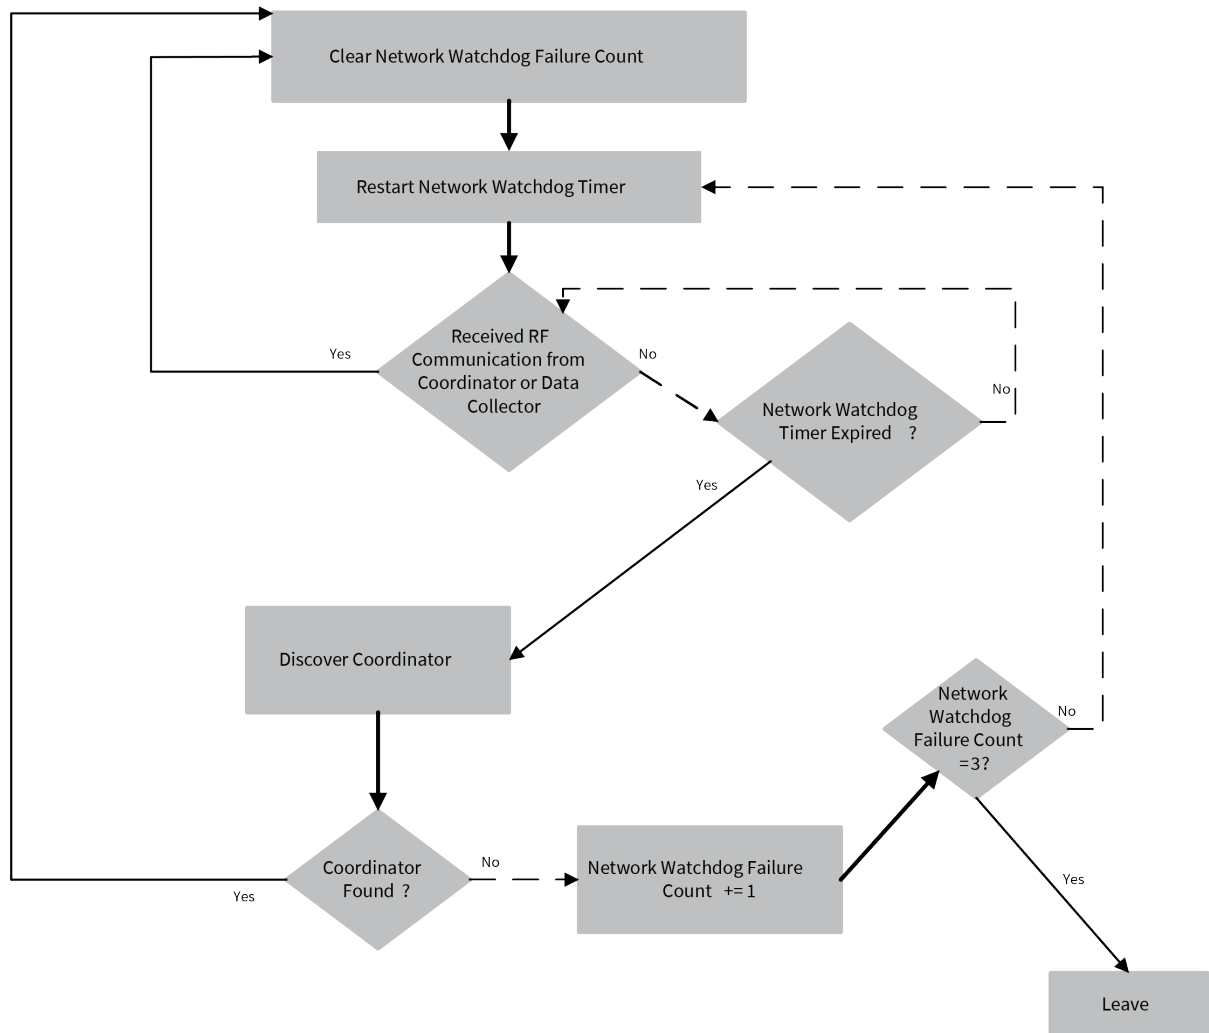 Clear Network Watchdog Failure Count
Restart Network Watchdog Timer
Received RF
Communication from
Coordinator or Data
Collector
Yes
No
Network Watchdog
Timer Expired ?
No
Yes
Discover Coordinator
Network
Watchdog
Failure Count
=3?
No
Coordinator
Found ?
Yes
No
Network Watchdog Failure
Count += 1
Yes
Leave